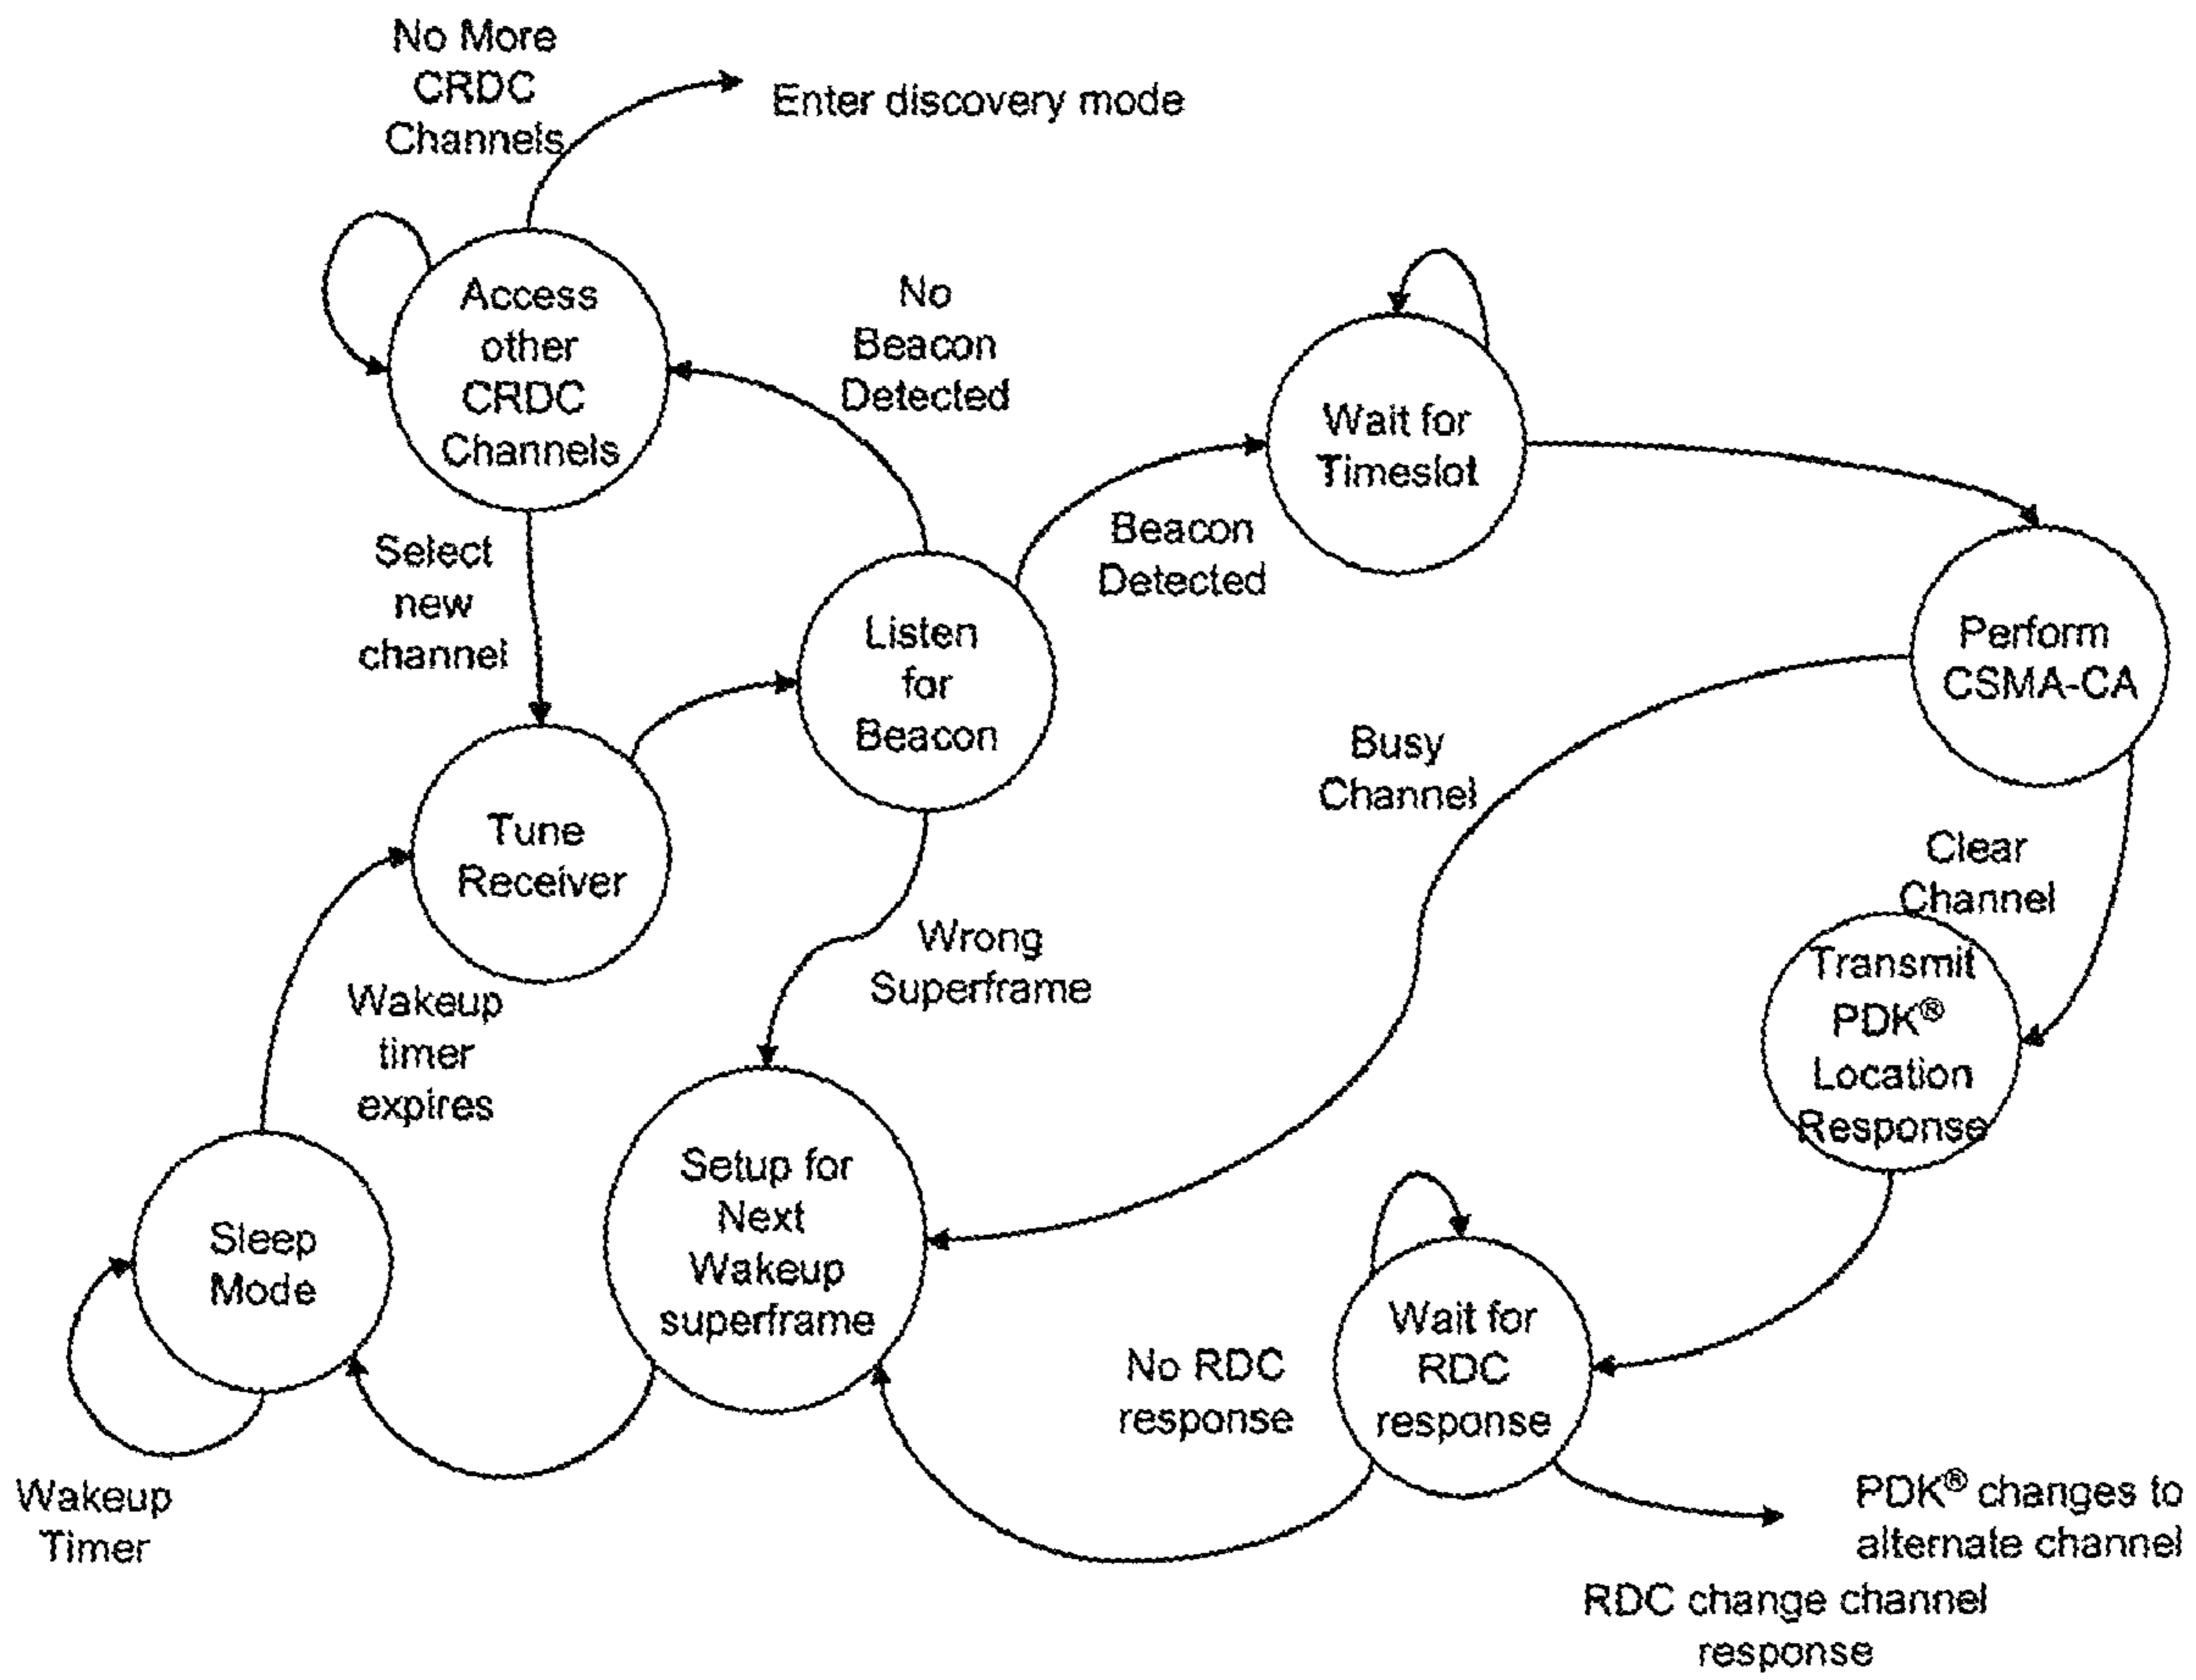 No More
CRDC
Channels
Enter discovery mode
Access
other
CRDC
Channels
No
Beacon
Detected
Wait for
Timeslot
Beacon
Detected
Select
new
channel
Listen
for
Beacon
Perform
CSMA-CA
Busy
Channel
Tune
Receiver
Clear
Channel
Wrong
Superframe
Transmit
PDK®
Location
Response
Wakeup
timer
expires
Setup for
Next
Wakeup
superframe
Sleep
Mode
Wait for
RDC
response
No RDC
response
Wakeup
Timer
PDK® changes to
alternate channel
RDC change channel
response